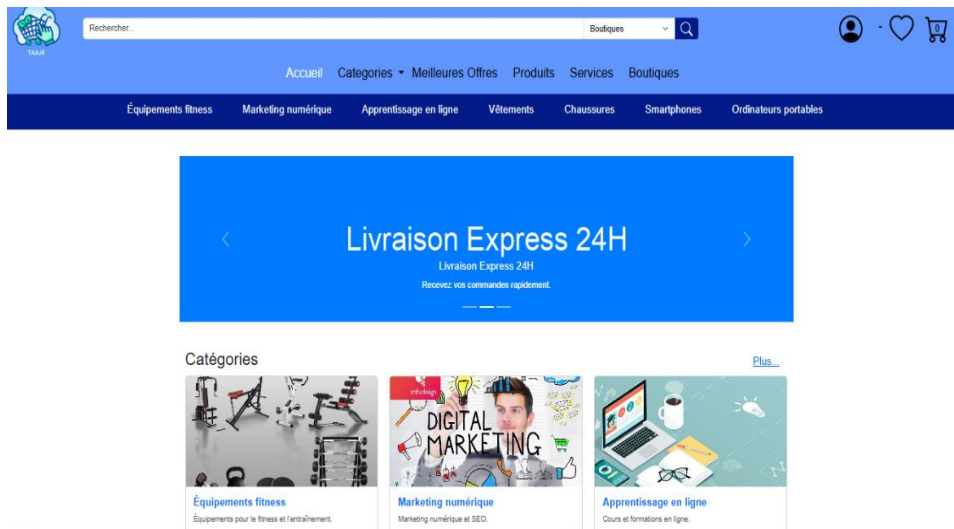 TAAJR
Rechercher...
Boutiques
0
Accueil Categories Meilleures Offres Produits Services Boutiques
Équipements fitness Marketing numérique Apprentissage en ligne Vêtements Chaussures Smartphones Ordinateurs portables
Livraison Express 24H
Livraison Express 24H
Recevez vos commandes rapidement.
Catégories
Plus...
DIGITAL
MARKETING
Équipements fitness
Équipements pour le fitness et l'entraînement.
Marketing numérique
Marketing numérique et SEO.
Apprentissage en ligne
Cours et formations en ligne.